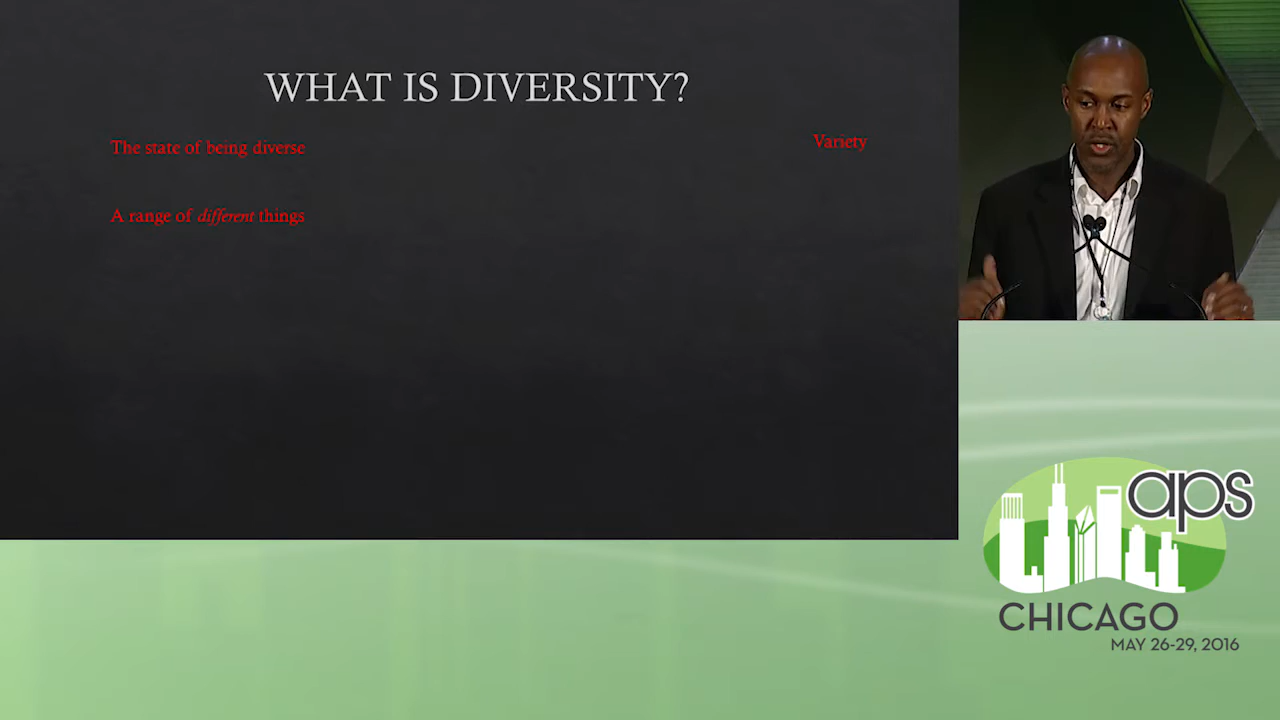 WHAT IS DIVERSITY?
The state of being diverse
Variety
A range of different things
aps
CHICAGO
MAY 26-29, 2016